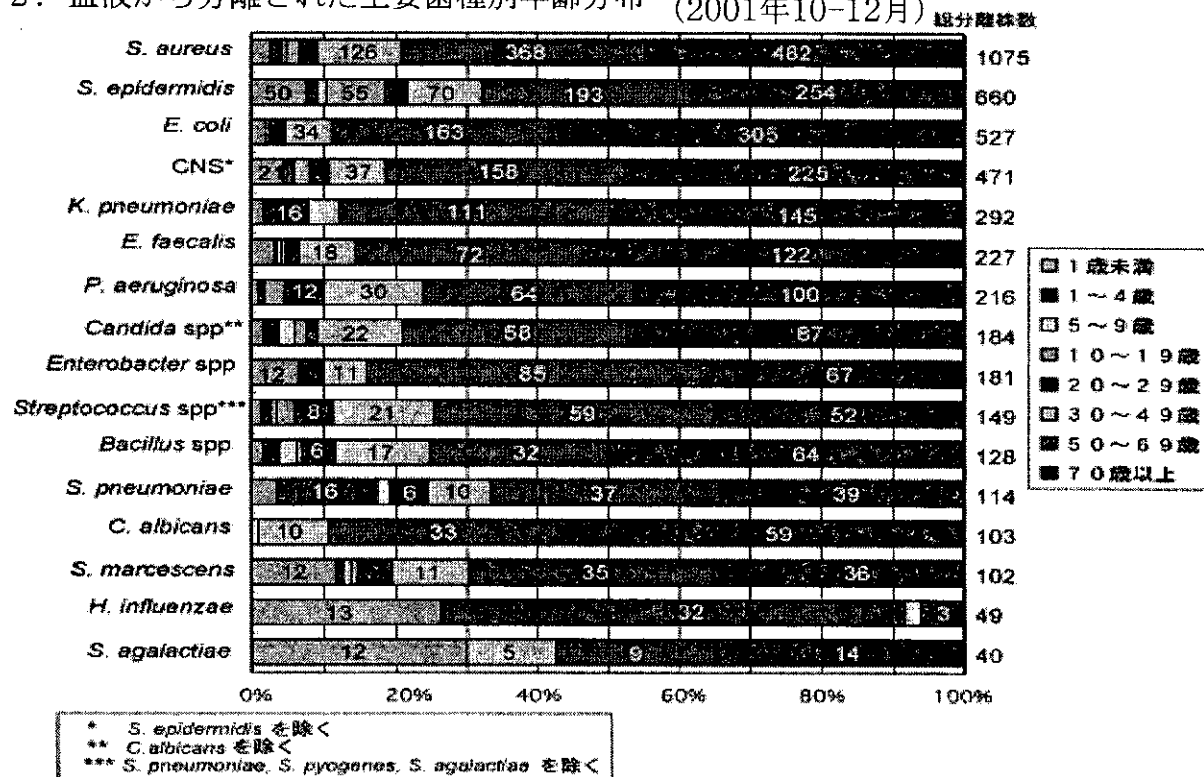 2. 血液から分離された主要菌種別年齢分布 (2001年10-12月)
総分離株数
S. aureus 126 368 482 1075
S. epidermidis 50 55 70 193 254 660
E. coli 34 163 305 527
CNS* 21 37 158 225 471
K. pneumoniae 16 111 145 292
E. faecalis 18 72 122 227
P. aeruginosa 12 30 64 100 216
Candida spp** 22 58 87 184
Enterobacter spp 12 11 85 67 181
Streptococcus spp*** 8 21 59 52 149
Bacillus spp 6 17 32 64 128
S. pneumoniae 16 6 10 37 39 114
C. albicans 10 33 59 103
S. marcescens 12 11 35 36 102
H. influenzae 13 32 3 49
S. agalactiae 12 5 9 14 40
0% 20% 40% 60% 80% 100%
1歳未満
1～4歳
5～9歳
10～19歳
20～29歳
30～49歳
50～69歳
70歳以上
* S. epidermidis を除く
** C.albicans を除く
*** S. pneumoniae, S. pyogenes, S. agalactiae を除く